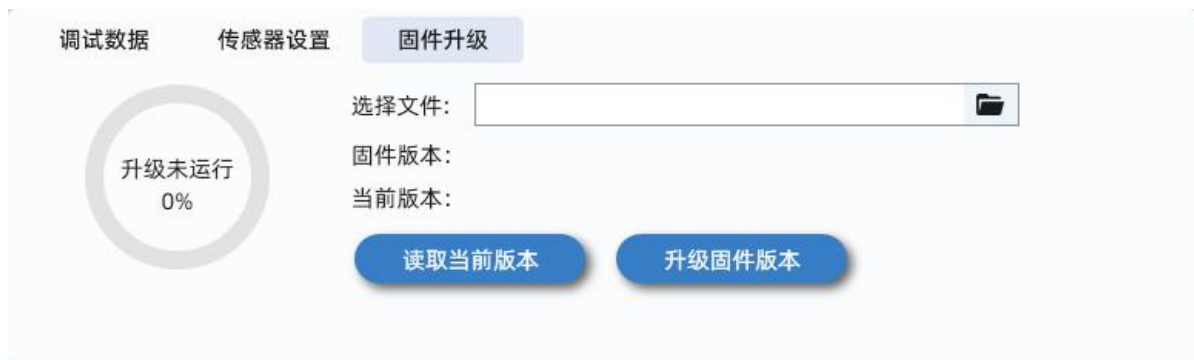 调试数据 传感器设置 固件升级
选择文件:
升级未运行
0%
固件版本:
当前版本:
读取当前版本 升级固件版本